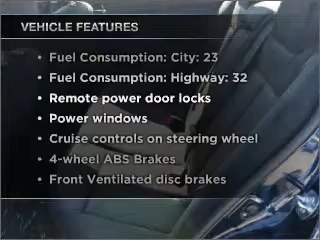 VEHICLE FEATURES
• Fuel Consumption: City: 23
• Fuel Consumption: Highway: 32
• Remote power door locks
• Power windows
• Cruise controls on steering wheel
• 4-wheel ABS Brakes
• Front Ventilated disc brakes